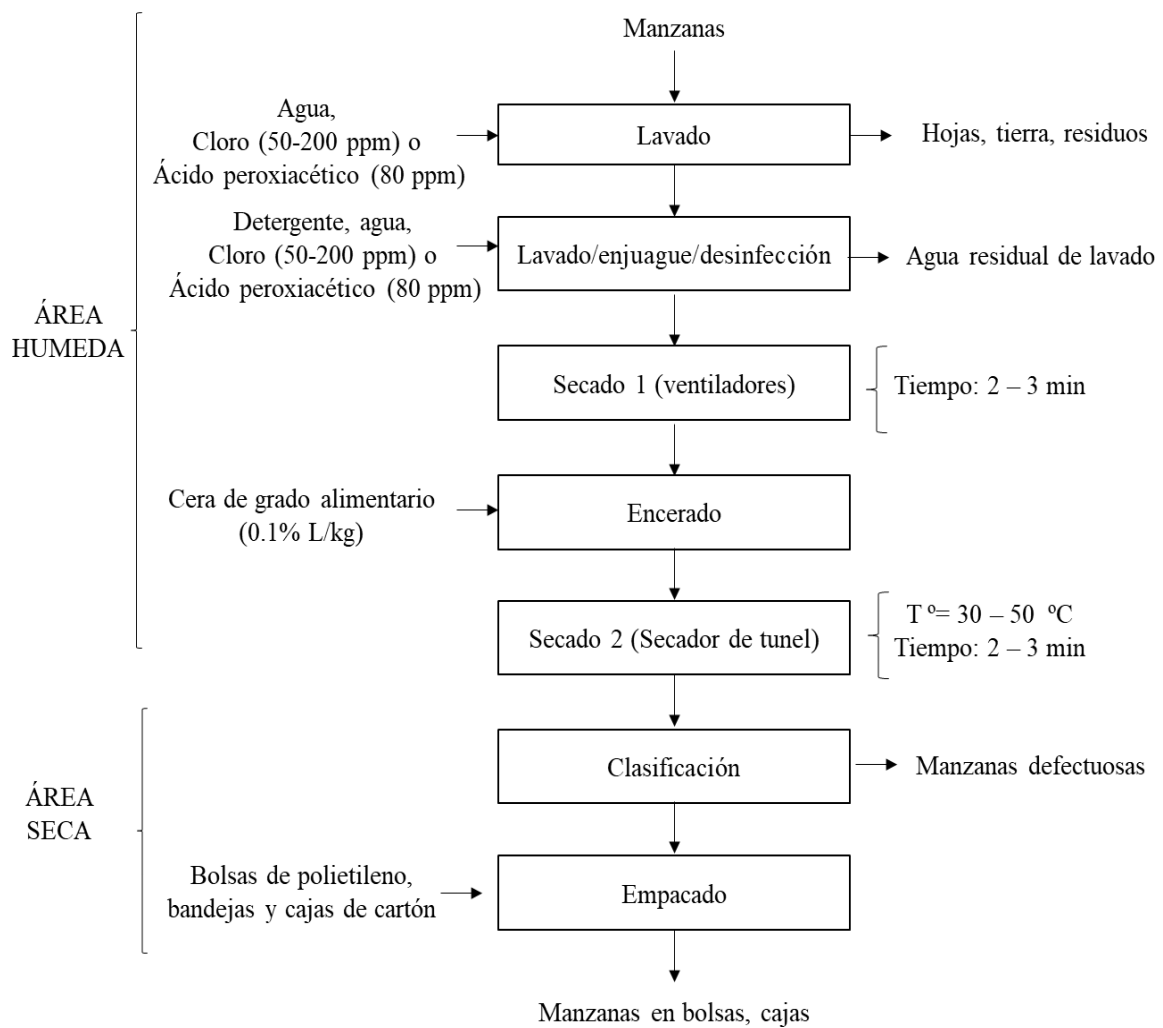 Manzanas
Agua,
Cloro (50-200 ppm) o
Ácido peroxiacético (80 ppm)
Lavado
Hojas, tierra, residuos
Detergente, agua,
Cloro (50-200 ppm) o
Ácido peroxiacético (80 ppm)
Lavado/enjuague/desinfección
Agua residual de lavado
ÁREA
HUMEDA
Secado 1 (ventiladores)
Tiempo: 2 – 3 min
Cera de grado alimentario
(0.1% L/kg)
Encerado
Secado 2 (Secador de tunel)
T º= 30 – 50 ºC
Tiempo: 2 – 3 min
ÁREA
SECA
Clasificación
Manzanas defectuosas
Bolsas de polietileno,
bandejas y cajas de cartón
Empacado
Manzanas en bolsas, cajas